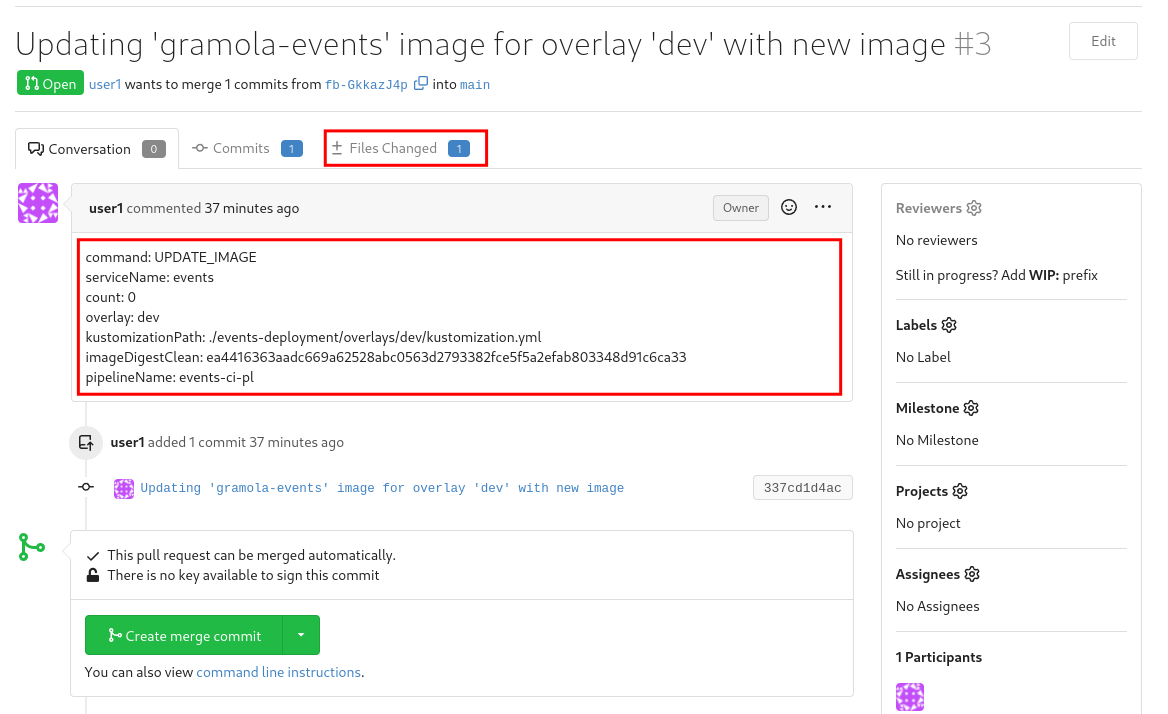 Updating 'gramola-events' image for overlay 'dev' with new image #3
Edit
Open user1 wants to merge 1 commits from fb-GkkazJ4p into main
Conversation 0 Commits 1 Files Changed 1
user1 commented 37 minutes ago Owner
command: UPDATE_IMAGE
serviceName: events
count: 0
overlay: dev
kustomizationPath: ./events-deployment/overlays/dev/kustomization.yml
imageDigestClean: ea4416363aadc669a62528abc0563d2793382fce5f5a2efab803348d91c6ca33
pipelineName: events-ci-pl
user1 added 1 commit 37 minutes ago
Updating 'gramola-events' image for overlay 'dev' with new image 337cd1d4ac
This pull request can be merged automatically.
There is no key available to sign this commit
Create merge commit
You can also view command line instructions.
Reviewers
No reviewers
Still in progress? Add WIP: prefix
Labels
No Label
Milestone
No Milestone
Projects
No project
Assignees
No Assignees
1 Participants